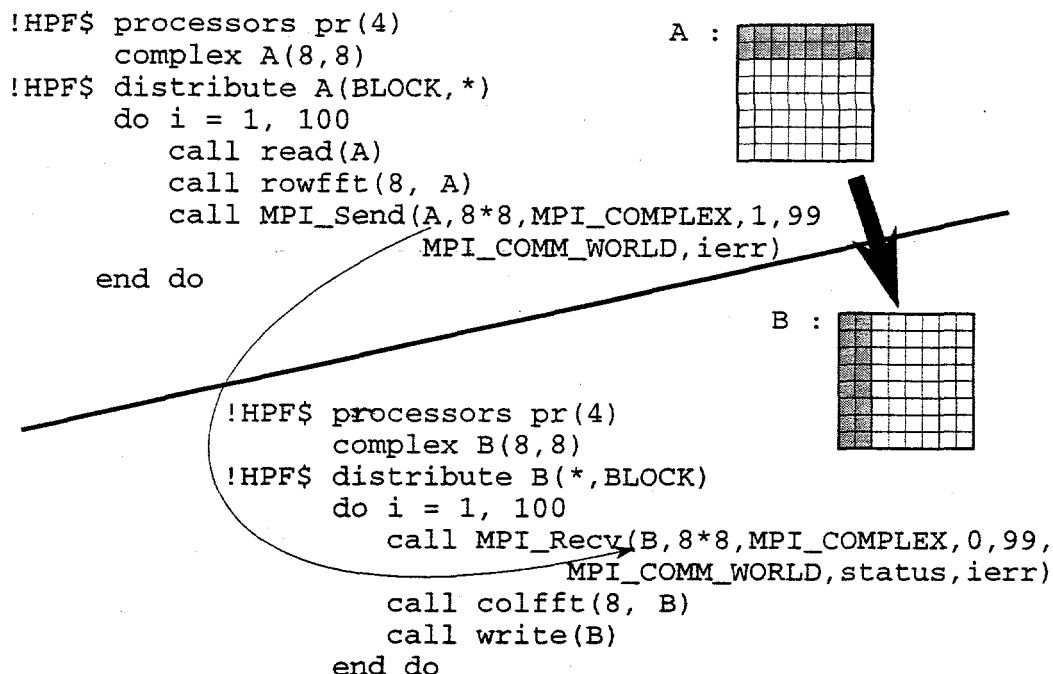 !HPF$ processors pr(4)
complex A(8,8)
!HPF$ distribute A(BLOCK,*)
do i = 1, 100
call read(A)
call rowfft(8, A)
call MPI_Send(A,8*8,MPI_COMPLEX,1,99
MPI_COMM_WORLD,ierr)
end do
A :
B :
!HPF$ processors pr(4)
complex B(8,8)
!HPF$ distribute B(*,BLOCK)
do i = 1, 100
call MPI_Recv(B,8*8,MPI_COMPLEX,0,99,
MPI_COMM_WORLD,status,ierr)
call colfft(8, B)
call write(B)
end do